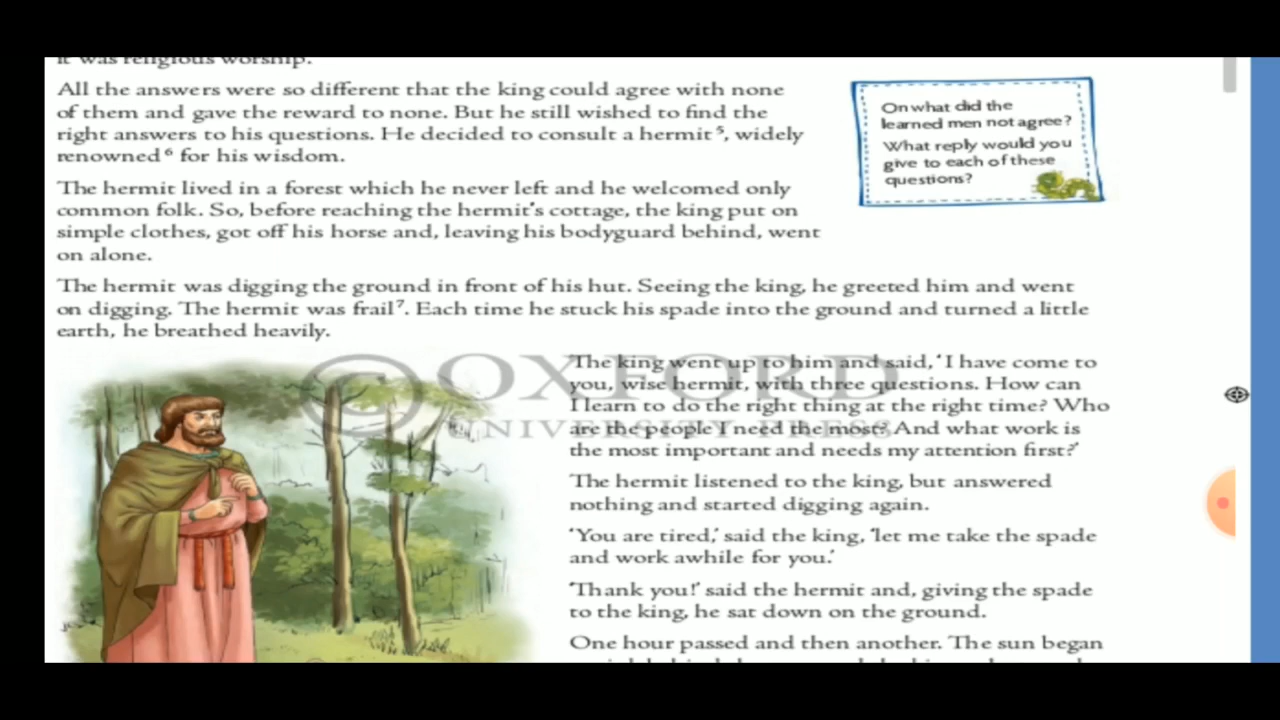 it was religious worship.
All the answers were so different that the king could agree with none
of them and gave the reward to none. But he still wished to find the
right answers to his questions. He decided to consult a hermit⁵, widely
renowned⁶ for his wisdom.
On what did the
learned men not agree?
What reply would you
give to each of these
questions?
The hermit lived in a forest which he never left and he welcomed only
common folk. So, before reaching the hermit's cottage, the king put on
simple clothes, got off his horse and, leaving his bodyguard behind, went
on alone.
The hermit was digging the ground in front of his hut. Seeing the king, he greeted him and went
on digging. The hermit was frail⁷. Each time he stuck his spade into the ground and turned a little
earth, he breathed heavily.
© OXFORD
UNIVERSITY PRESS
The king went up to him and said, 'I have come to
you, wise hermit, with three questions. How can
I learn to do the right thing at the right time? Who
are the people I need the most? And what work is
the most important and needs my attention first?'
The hermit listened to the king, but answered
nothing and started digging again.
'You are tired,' said the king, 'let me take the spade
and work awhile for you.'
'Thank you!' said the hermit and, giving the spade
to the king, he sat down on the ground.
One hour passed and then another. The sun began